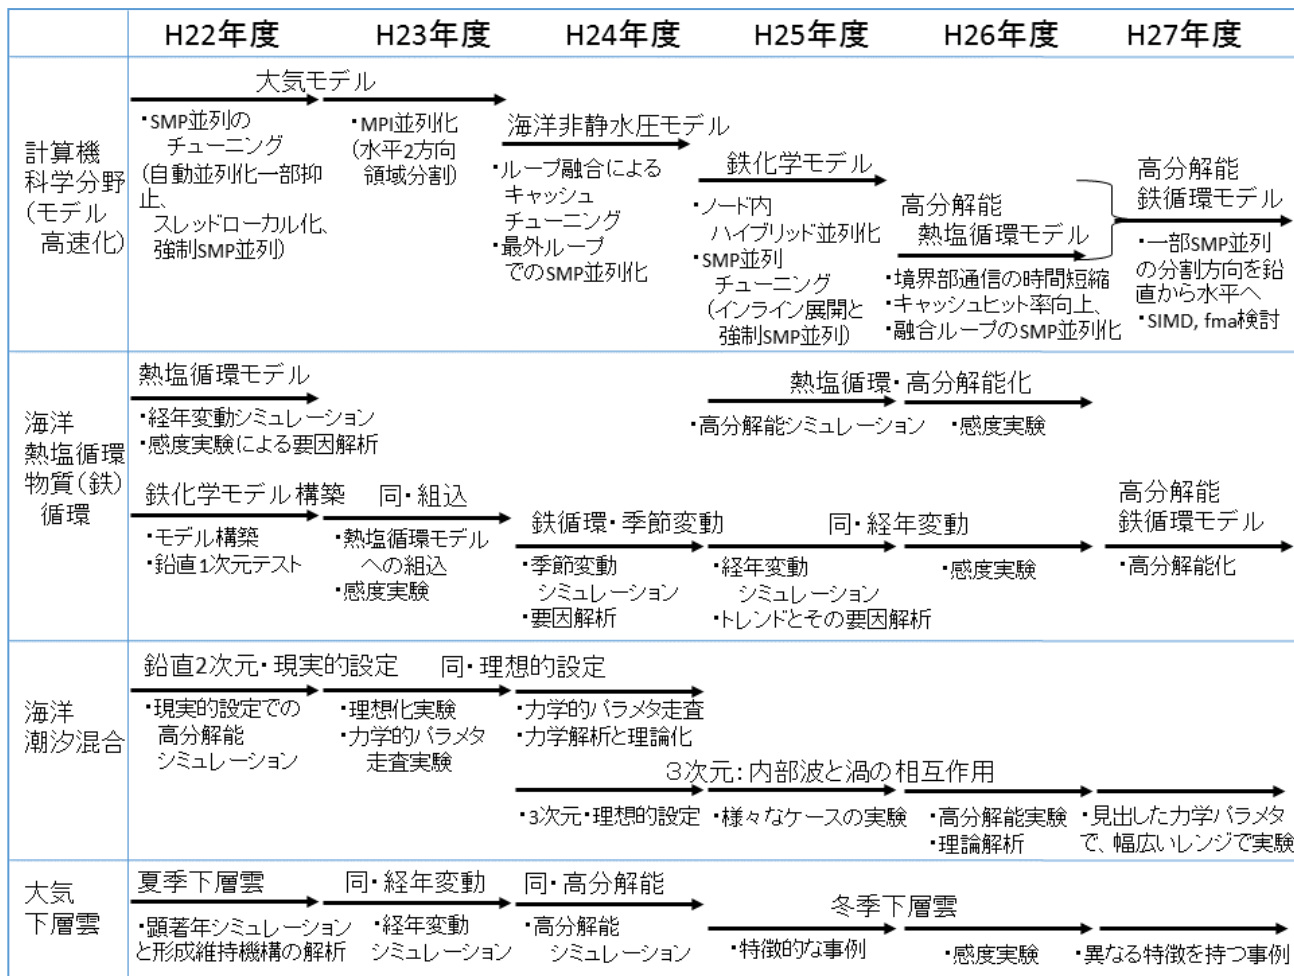 H22年度 H23年度 H24年度 H25年度 H26年度 H27年度
計算機
科学分野
(モデル
高速化)
大気モデル
・SMP並列の
チューニング
(自動並列化一部抑
止、
スレッドローカル化、
強制SMP並列)
・MPI並列化
(水平2方向
領域分割)
海洋非静水圧モデル
・ループ融合による
キャッシュ
チューニング
・最外ループ
でのSMP並列化
鉄化学モデル
・ノード内
ハイブリッド並列化
・SMP並列
チューニング
(インライン展開と
強制SMP並列)
高分解能
熱塩循環モデル
・境界部通信の時間短縮
・キャッシュヒット率向上、
・融合ループのSMP並列化
高分解能
鉄循環モデル
・一部SMP並列
の分割方向を鉛
直から水平へ
・SIMD, fma検討
海洋
熱塩循環
物質(鉄)
循環
熱塩循環モデル
・経年変動シミュレーション
・感度実験による要因解析
熱塩循環・高分解能化
・高分解能シミュレーション
・感度実験
鉄化学モデル構築
・モデル構築
・鉛直1次元テスト
同・組込
・熱塩循環モデル
への組込
・感度実験
鉄循環・季節変動
・季節変動
シミュレーション
・要因解析
同・経年変動
・経年変動
シミュレーション
・トレンドとその要因解析
・感度実験
高分解能
鉄循環モデル
・高分解能化
海洋
潮汐混合
鉛直2次元・現実的設定
・現実的設定での
高分解能
シミュレーション
同・理想的設定
・理想化実験
・力学的パラメタ
走査実験
・力学的パラメタ走査
・力学解析と理論化
3次元:内部波と渦の相互作用
・3次元・理想的設定
・様々なケースの実験
・高分解能実験
・理論解析
・見出した力学パラメタ
で、幅広いレンジで実験
大気
下層雲
夏季下層雲
・顕著年シミュレーション
と形成維持機構の解析
同・経年変動
・経年変動
シミュレーション
同・高分解能
・高分解能
シミュレーション
冬季下層雲
・特徴的な事例
・感度実験
・異なる特徴を持つ事例